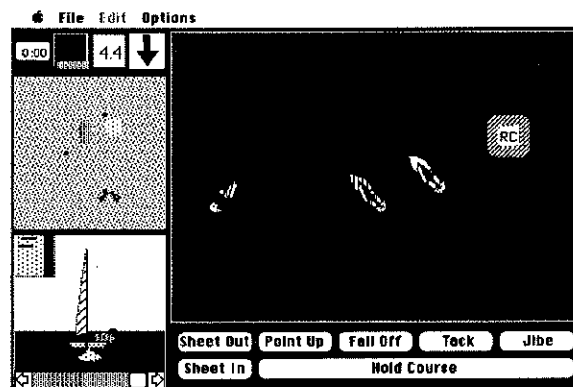 File Edit Options
0:00 4.4
RC
Sheet Out Point Up Fall Off Tack Jibe
Sheet In Hold Course